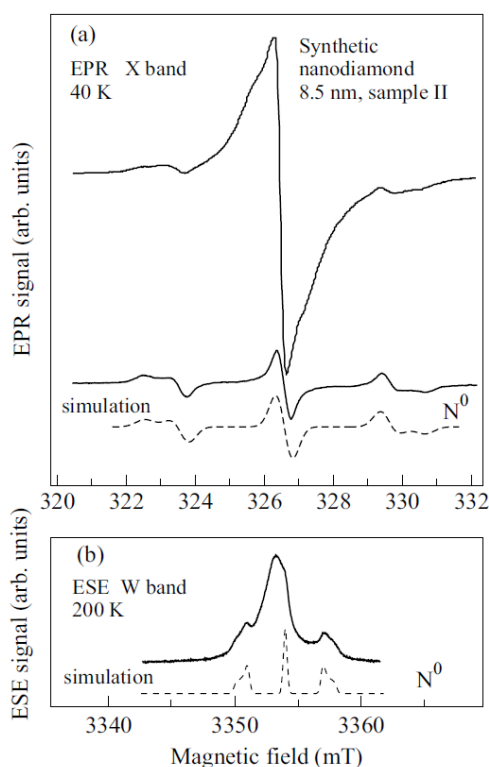 (a)
EPR X band
40 K
Synthetic
nanodiamond
8.5 nm, sample II
EPR signal (arb. units)
simulation
N⁰
320 322 324 326 328 330 332
(b)
ESE W band
200 K
ESE signal (arb. units)
simulation
N⁰
3340 3350 3360
Magnetic field (mT)